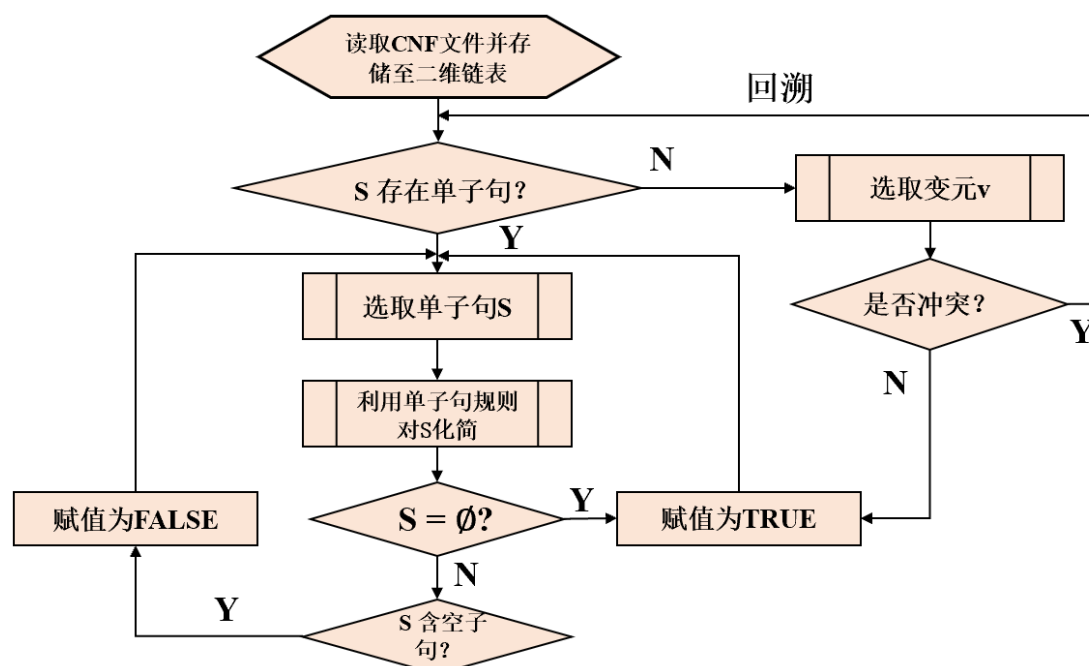 读取CNF文件并存
储至二维链表
回溯
S 存在单子句？
N
选取变元v
Y
选取单子句S
是否冲突？
Y
N
利用单子句规则
对S化简
赋值为FALSE
S = ∅?
Y
赋值为TRUE
N
Y
S 含空子
句？